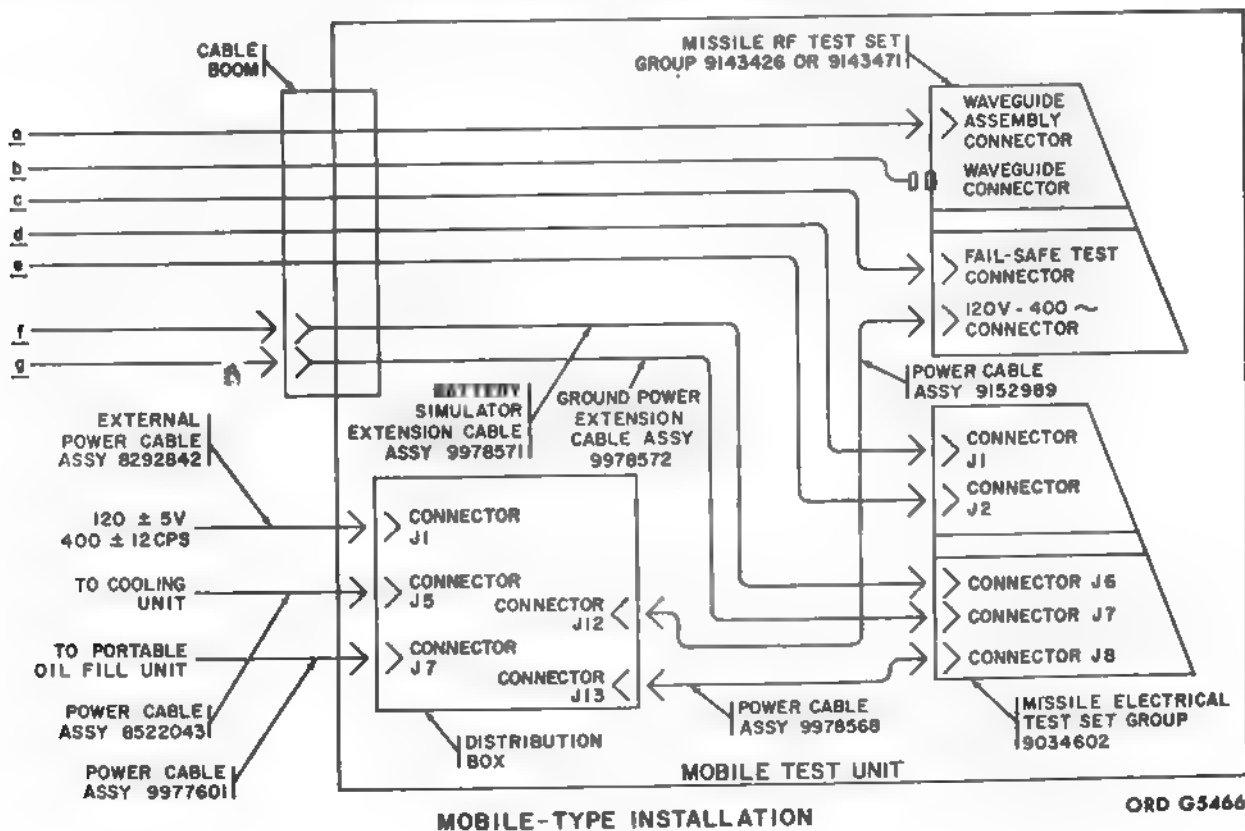 CABLE
BOOM
MISSILE RF TEST SET
GROUP 9143426 OR 9143471
a
b
c
d
e
f
g
WAVEGUIDE
ASSEMBLY
CONNECTOR
WAVEGUIDE
CONNECTOR
FAIL-SAFE TEST
CONNECTOR
120V - 400 ~
CONNECTOR
POWER CABLE
ASSY 9152989
BATTERY
SIMULATOR
EXTENSION CABLE
ASSY 9978571
GROUND POWER
EXTENSION
CABLE ASSY
9978572
EXTERNAL
POWER CABLE
ASSY 8292842
120 ± 5V
400 ± 12CPS
TO COOLING
UNIT
TO PORTABLE
OIL FILL UNIT
POWER CABLE
ASSY 8522043
POWER CABLE
ASSY 9977601
CONNECTOR
J1
CONNECTOR
J5
CONNECTOR
J7
CONNECTOR
J12
CONNECTOR
J13
DISTRIBUTION
BOX
POWER CABLE
ASSY 9978568
CONNECTOR
J1
CONNECTOR
J2
CONNECTOR J6
CONNECTOR J7
CONNECTOR J8
MISSILE ELECTRICAL
TEST SET GROUP
9034602
MOBILE TEST UNIT
MOBILE-TYPE INSTALLATION
ORD G5466